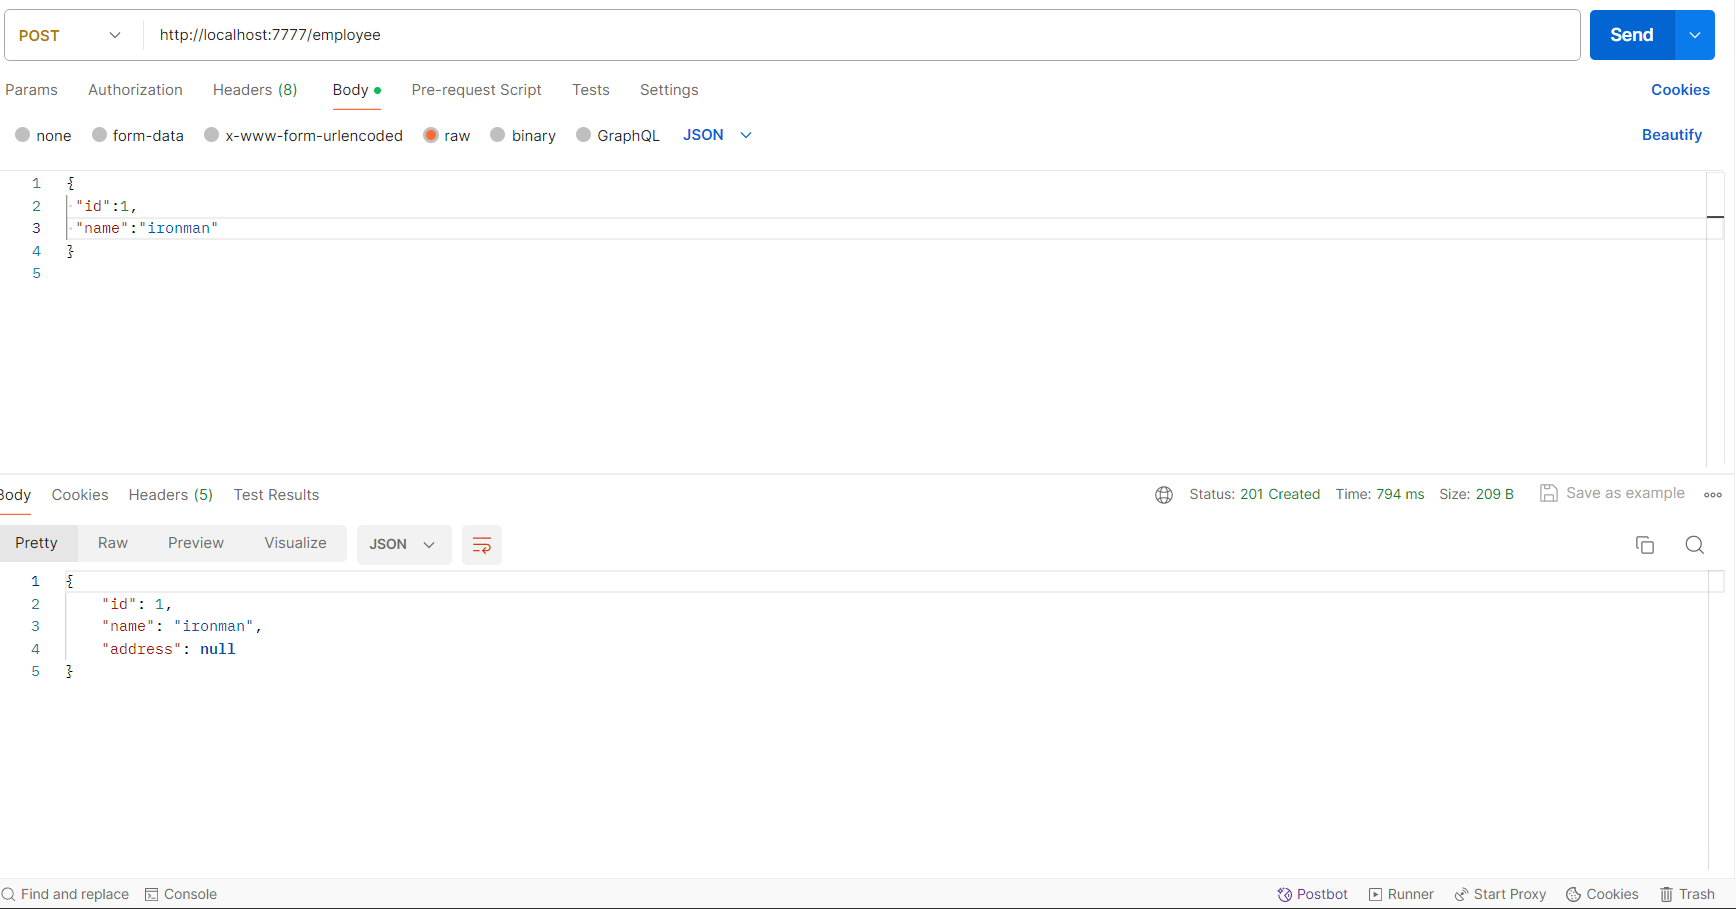 POST http://localhost:7777/employee Send
Params Authorization Headers (8) Body Pre-request Script Tests Settings Cookies
none form-data x-www-form-urlencoded raw binary GraphQL JSON Beautify
1 {
2 "id":1,
3 "name":"ironman"
4 }
5
Body Cookies Headers (5) Test Results Status: 201 Created Time: 794 ms Size: 209 B Save as example
Pretty Raw Preview Visualize JSON
1 {
2 "id": 1,
3 "name": "ironman",
4 "address": null
5 }
Find and replace Console Postbot Runner Start Proxy Cookies Trash